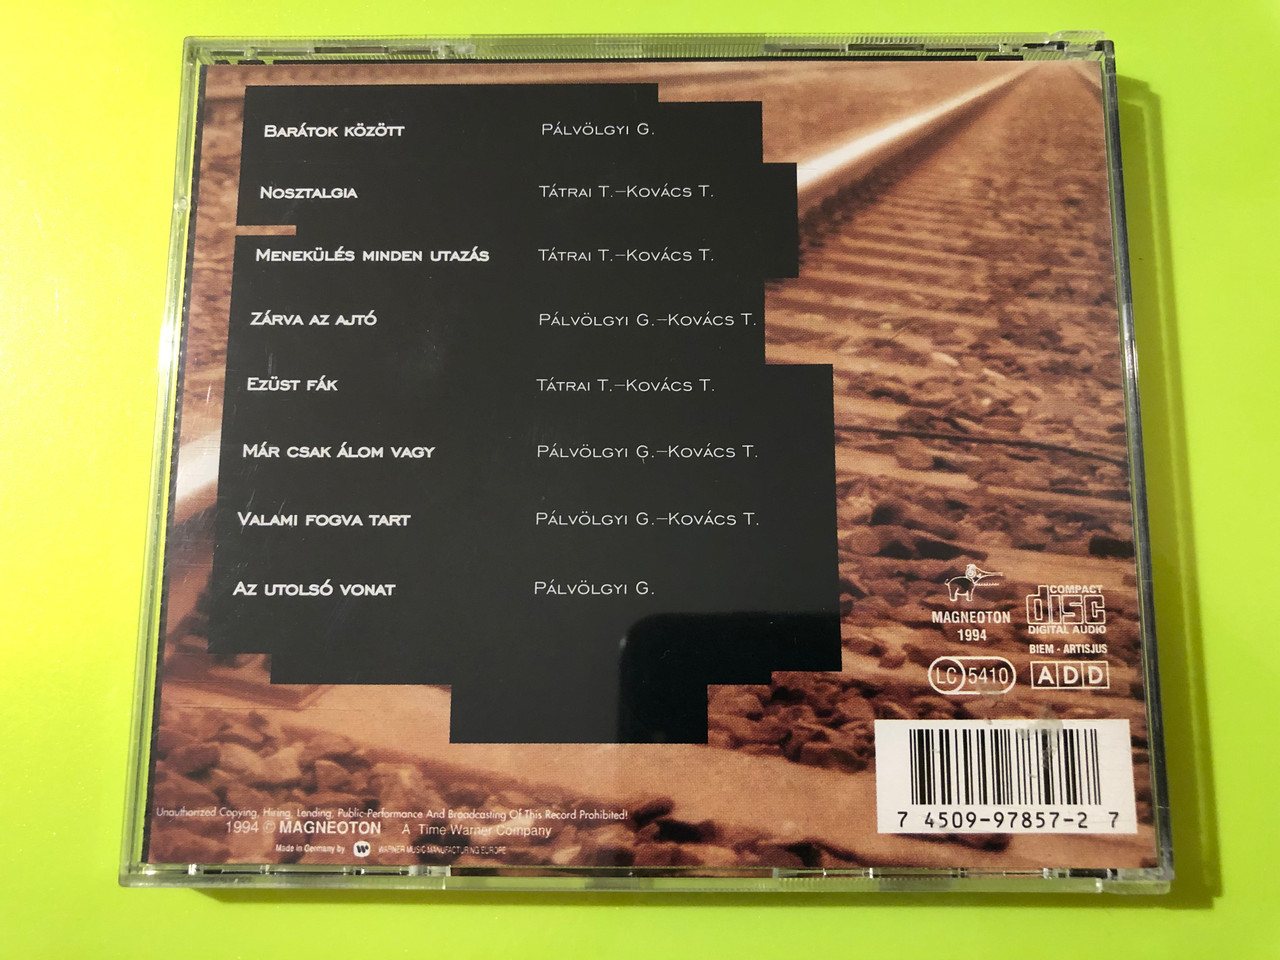 BARÁTOK KÖZÖTT PÁLVÖLGYI G.
NOSZTALGIA TÁTRAI T.–KOVÁCS T.
MENEKÜLÉS MINDEN UTAZÁS TÁTRAI T.–KOVÁCS T.
ZÁRVA AZ AJTÓ PÁLVÖLGYI G.–KOVÁCS T.
EZÜST FÁK TÁTRAI T.–KOVÁCS T.
MÁR CSAK ÁLOM VAGY PÁLVÖLGYI G.–KOVÁCS T.
VALAMI FOGVA TART PÁLVÖLGYI G.–KOVÁCS T.
AZ UTOLSÓ VONAT PÁLVÖLGYI G.
MAGNEOTON
1994
COMPACT
disc
DIGITAL AUDIO
BIEM - ARTISJUS
LC 5410
ADD
7 4509-97857-2 7
Unauthorized Copying, Hiring, Lending, Public-Performance And Broadcasting Of This Record Prohibited!
1994 © MAGNEOTON A Time Warner Company
Made in Germany by WARNER MUSIC MANUFACTURING EUROPE